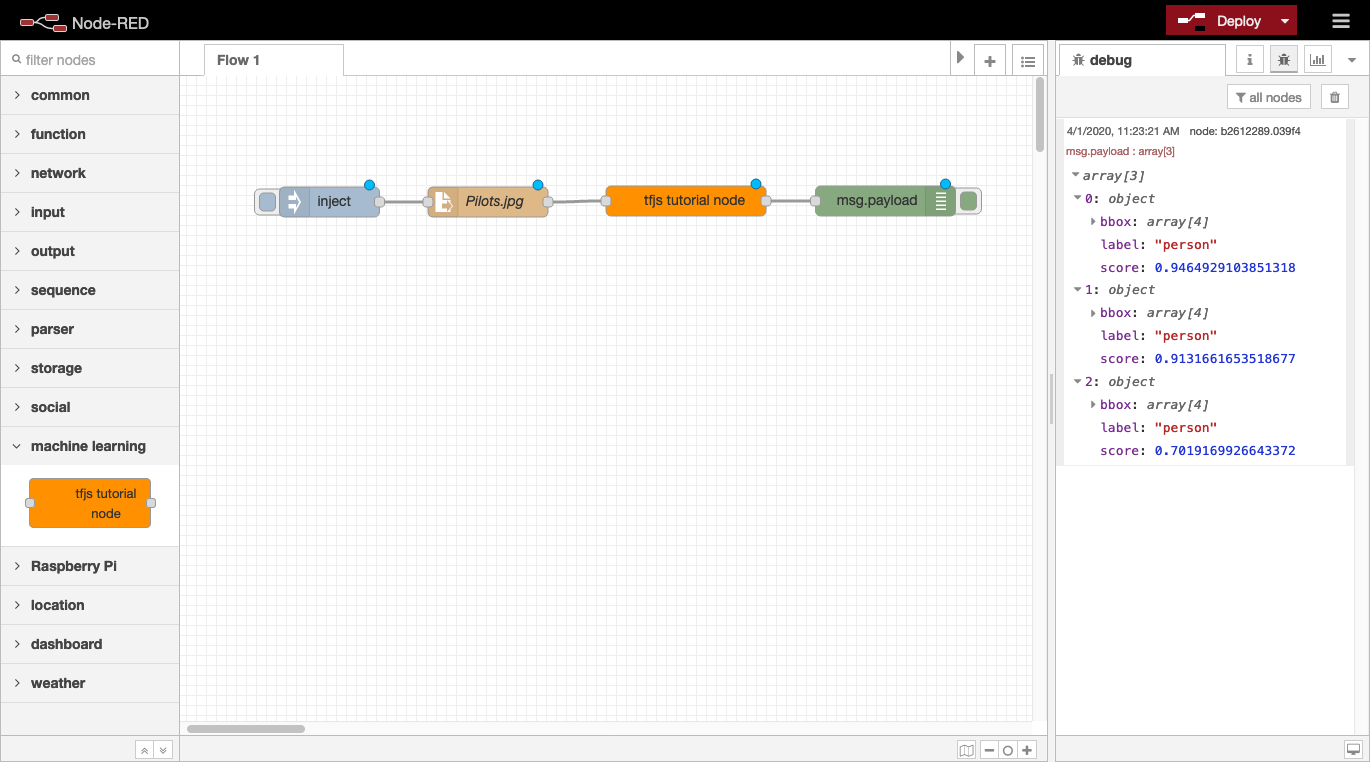 Node-RED
Deploy
filter nodes
common
function
network
input
output
sequence
parser
storage
social
machine learning
tfjs tutorial
node
Raspberry Pi
location
dashboard
weather
Flow 1
inject
Pilots.jpg
tfjs tutorial node
msg.payload
debug
i
all nodes
4/1/2020, 11:23:21 AM node: b2612289.039f4
msg.payload : array[3]
array[3]
0: object
bbox: array[4]
label: "person"
score: 0.9464929103851318
1: object
bbox: array[4]
label: "person"
score: 0.9131661653518677
2: object
bbox: array[4]
label: "person"
score: 0.7019169926643372